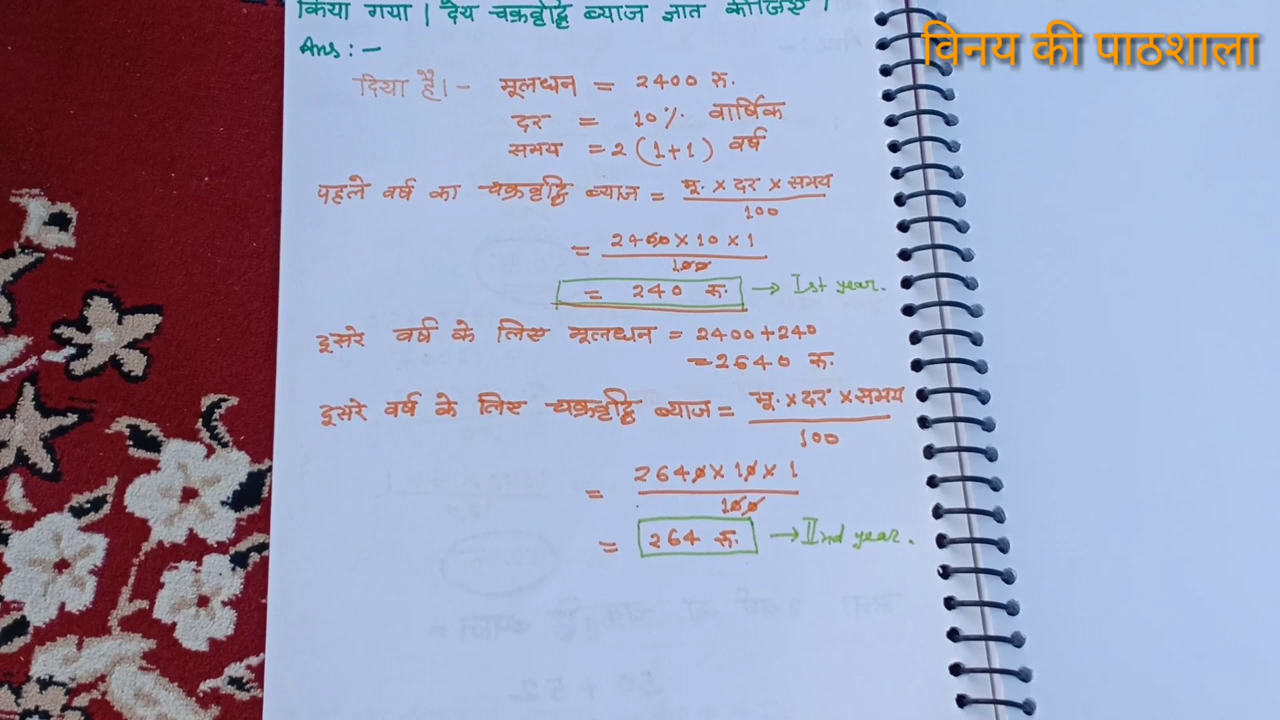 किया गया। देय चक्रवृद्धि ब्याज ज्ञात कीजिए।
विनय की पाठशाला
Ans:-
दिया है।- मूलधन = 2400 रु.
दर = 10% वार्षिक
समय = 2 (1+1) वर्ष
पहले वर्ष का चक्रवृद्धि ब्याज = मू. × दर × समय
100
= 2400 × 10 × 1
100
= 240 रु. → Ist year.
दूसरे वर्ष के लिए मूलधन = 2400 + 240
= 2640 रु.
दूसरे वर्ष के लिए चक्रवृद्धि ब्याज = मू. × दर × समय
100
= 2640 × 10 × 1
100
= 264 रु. → IInd year.